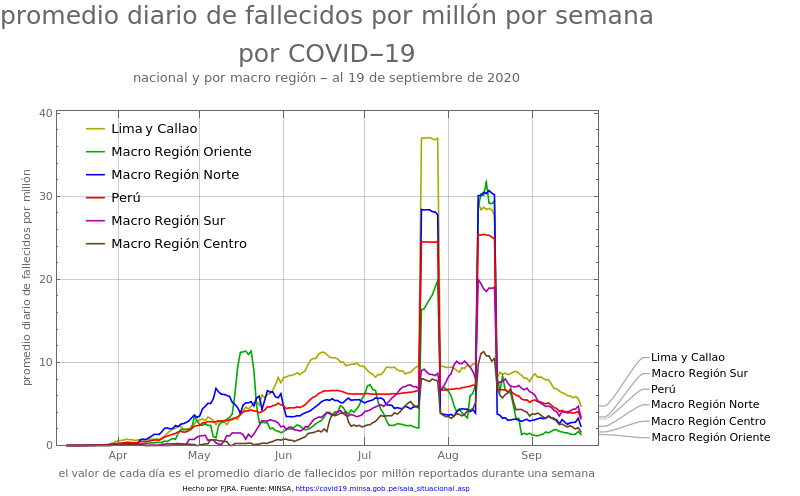 promedio diario de fallecidos por millón por semana
por COVID−19
nacional y por macro región − al 19 de septiembre de 2020
promedio diario de fallecidos por millón
40
30
20
10
0
Lima y Callao
Macro Región Oriente
Macro Región Norte
Perú
Macro Región Sur
Macro Región Centro
Apr May Jun Jul Aug Sep
Lima y Callao
Macro Región Sur
Perú
Macro Región Norte
Macro Región Centro
Macro Región Oriente
el valor de cada día es el promedio diario de fallecidos por millón reportados durante una semana
Hecho por FJRA. Fuente: MINSA, https://covid19.minsa.gob.pe/sala_situacional.asp